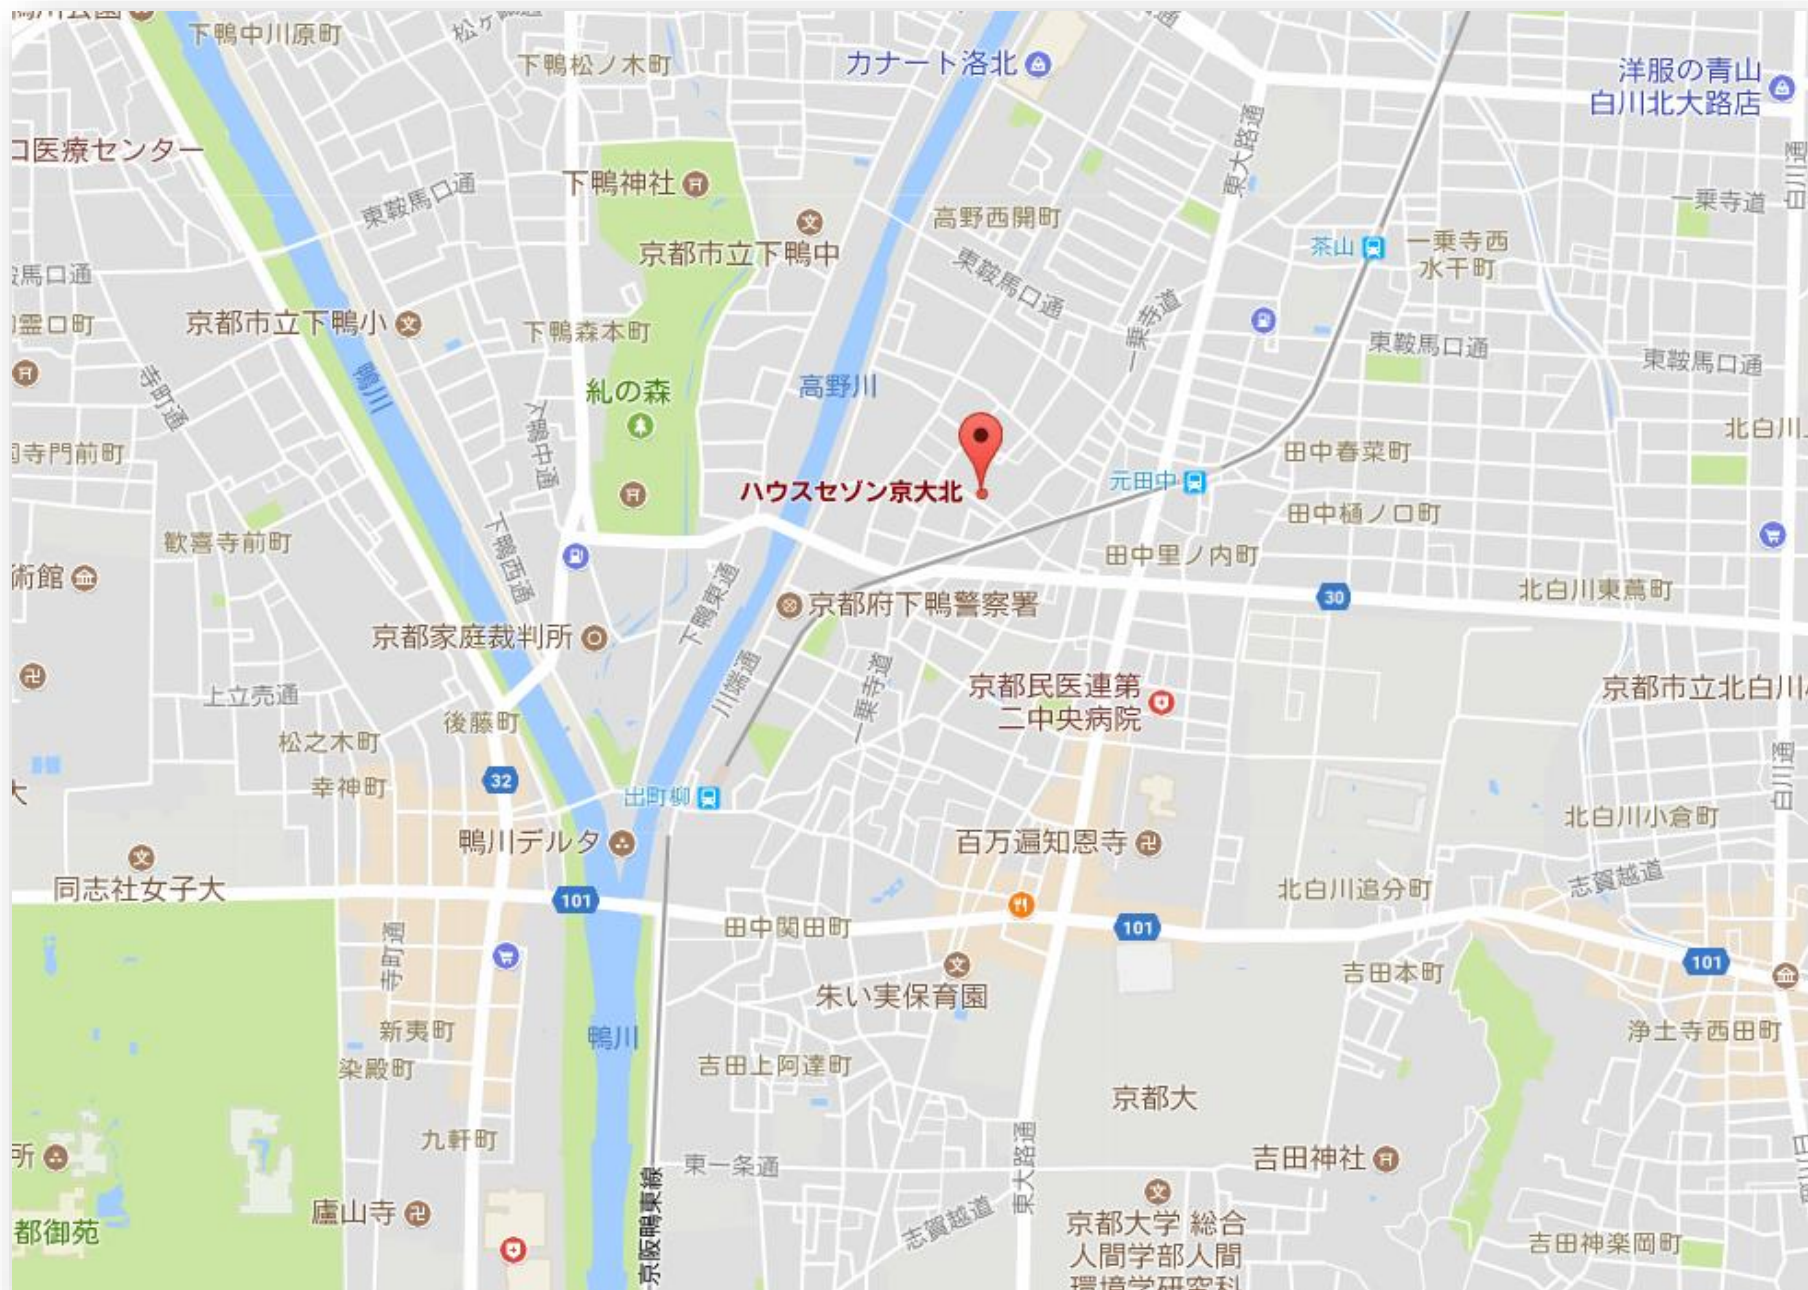 下鴨中川原町
下鴨松ノ木町
カナート洛北
洋服の青山
白川北大路店
口医療センター
東鞍馬口通
下鴨神社
高野西開町
東大路通
白川通
一乗寺道
京都市立下鴨中
東鞍馬口通
茶山
一乗寺西
水干町
馬口通
霊口町
京都市立下鴨小
下鴨森本町
一乗寺道
東鞍馬口通
東鞍馬口通
寺町通
鴨川
糺の森
高野川
下鴨中通
北白川
寺門前町
田中春菜町
元田中
ハウスセゾン京大北
田中樋ノ口町
歓喜寺前町
下鴨西通
田中里ノ内町
術館
下鴨東通
京都府下鴨警察署
30
北白川東蔦町
京都家庭裁判所
川端通
一乗寺道
京都民医連第
二中央病院
京都市立北白川
上立売通
後藤町
松之木町
幸神町
32
出町柳
白川通
鴨川デルタ
百万遍知恩寺
北白川小倉町
同志社女子大
101
北白川追分町
志賀越道
田中関田町
101
101
寺町通
朱い実保育園
吉田本町
新夷町
鴨川
浄土寺西田町
染殿町
吉田上阿達町
京都大
九軒町
所
東一条通
東大路通
吉田神社
京阪鴨東線
廬山寺
都御苑
志賀越道
京都大学 総合
人間学部人間
環境学研究科
吉田神楽岡町